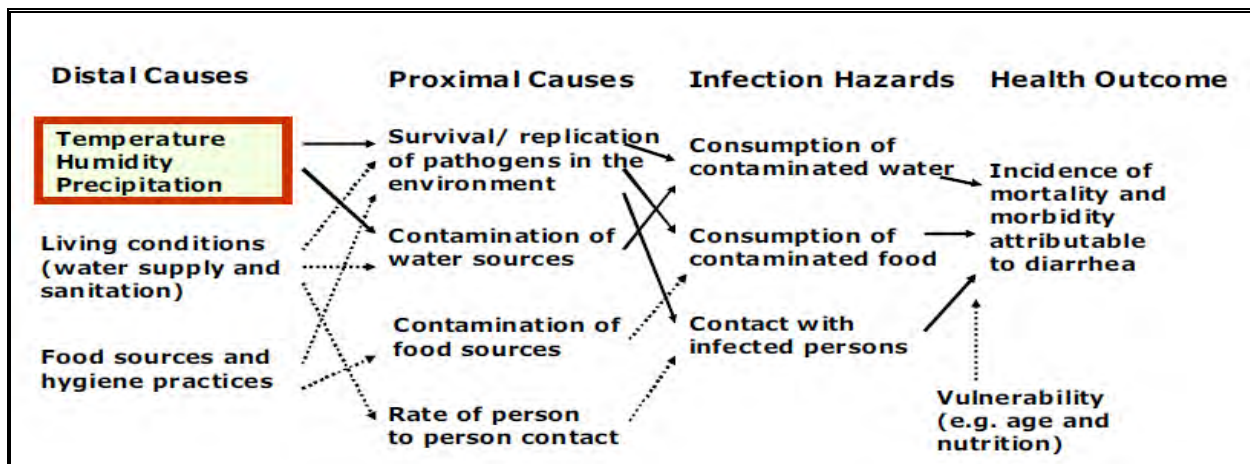 Distal Causes
Temperature
Humidity
Precipitation
Living conditions
(water supply and
sanitation)
Food sources and
hygiene practices
Proximal Causes
Survival/ replication
of pathogens in the
environment
Contamination of
water sources
Contamination of
food sources
Rate of person
to person contact
Infection Hazards
Consumption of
contaminated water
Consumption of
contaminated food
Contact with
infected persons
Health Outcome
Incidence of
mortality and
morbidity
attributable
to diarrhea
Vulnerability
(e.g. age and
nutrition)